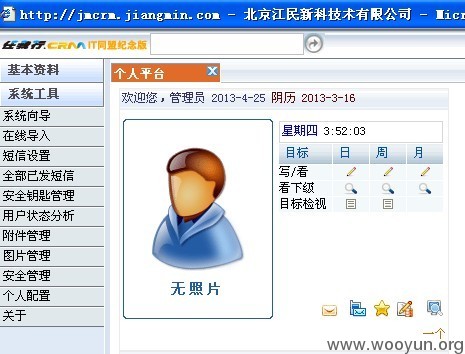 http://jmcrm.jiangmin.com - 北京江民新科技术有限公司 - Micr
任我行.CRM IT同盟纪念版
基本资料
系统工具
系统向导
在线导入
短信设置
全部已发短信
安全钥匙管理
用户状态分析
附件管理
图片管理
安全管理
个人配置
关于
个人平台
欢迎您,管理员 2013-4-25 阴历 2013-3-16
无照片
星期四 3:52:03
目标 日 周 月
写/看
看下级
目标检视
一个
www.wooyun.org